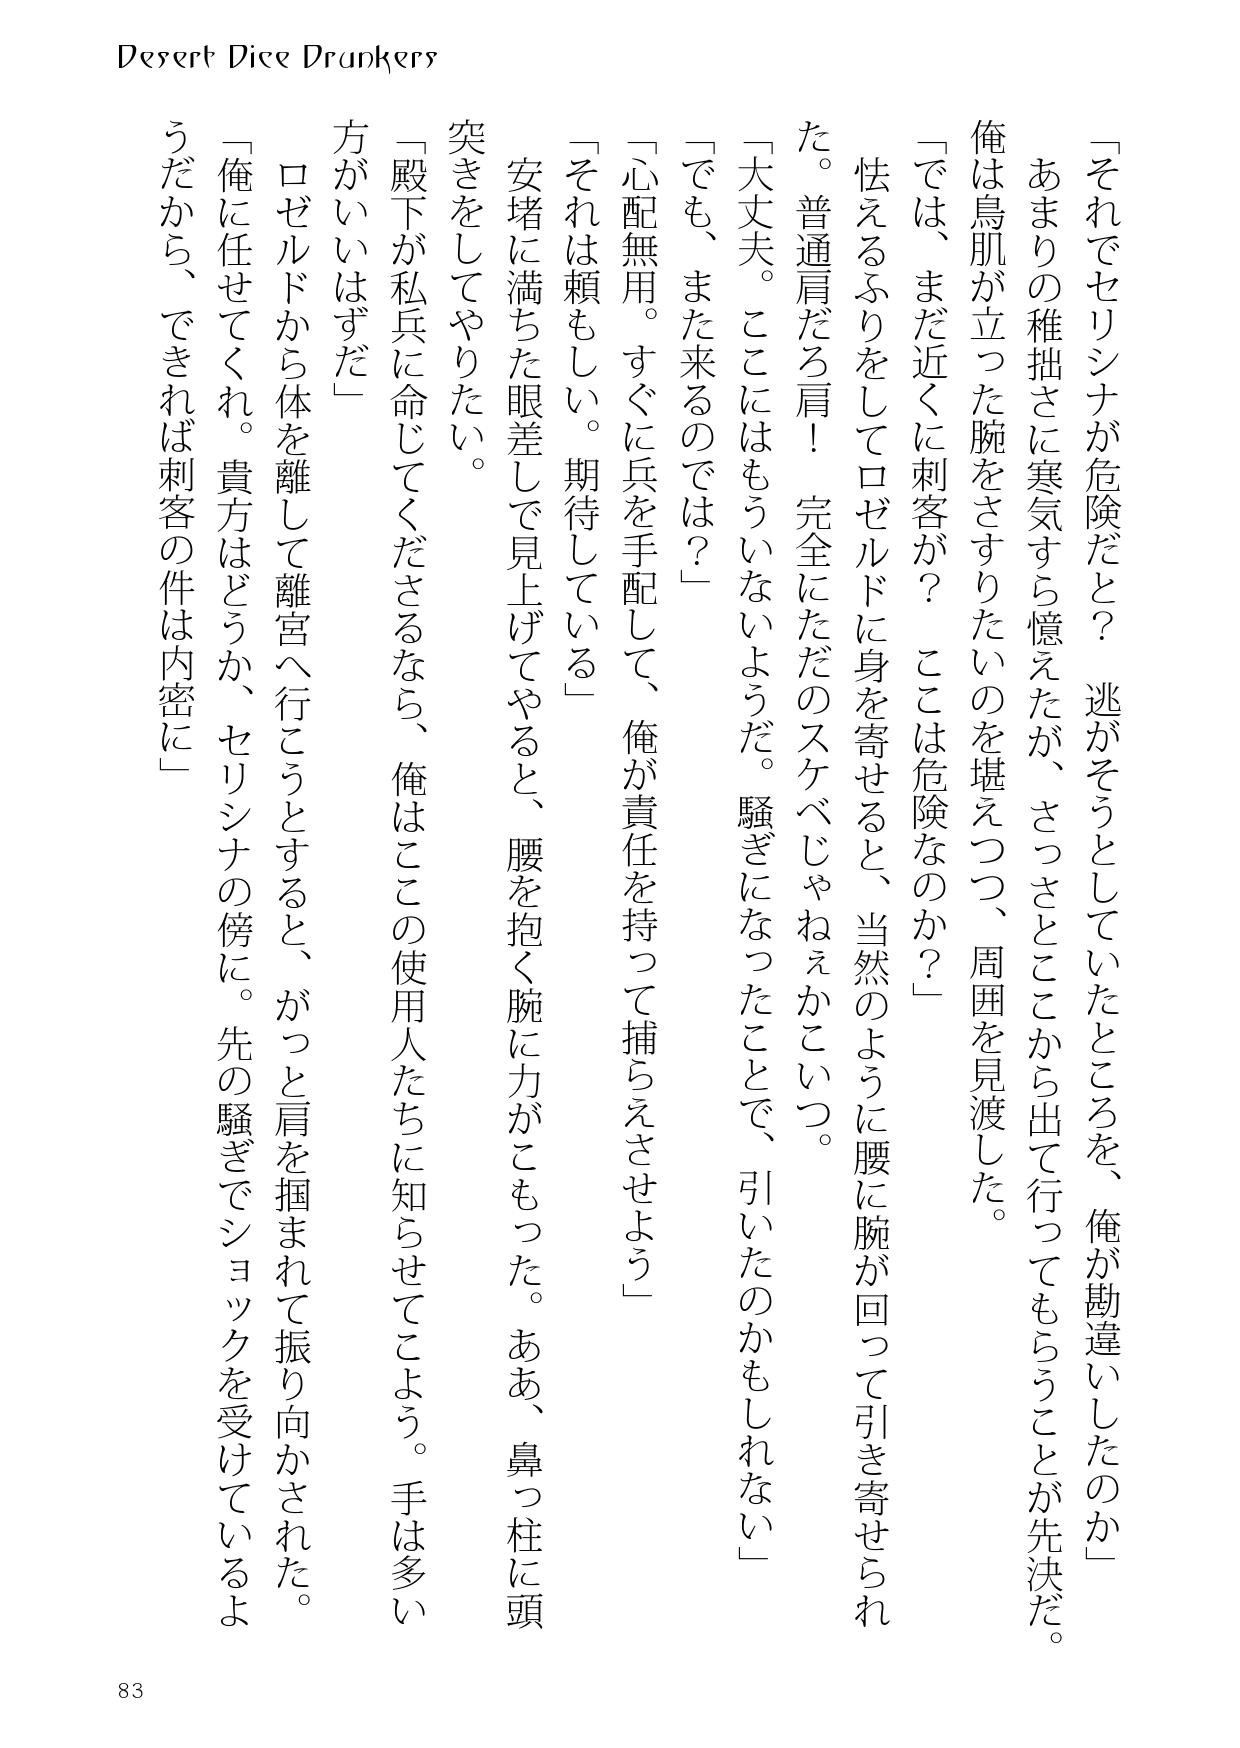 Desert Dice Drunkers
「それでセリシナが危険だと？　逃がそうとしていたところを、俺が勘違いしたのか」
　あまりの稚拙さに寒気すら憶えたが、さっさとここから出て行ってもらうことが先決だ。
俺は鳥肌が立った腕をさすりたいのを堪えつつ、周囲を見渡した。
「では、まだ近くに刺客が？　ここは危険なのか？」
　怯えるふりをしてロゼルドに身を寄せると、当然のように腰に腕が回って引き寄せられ
た。普通肩だろ肩！　完全にただのスケベじゃねぇかこいつ。
「大丈夫。ここにはもういないようだ。騒ぎになったことで、引いたのかもしれない」
「でも、また来るのでは？」
「心配無用。すぐに兵を手配して、俺が責任を持って捕らえさせよう」
「それは頼もしい。期待している」
　安堵に満ちた眼差しで見上げてやると、腰を抱く腕に力がこもった。ああ、鼻っ柱に頭
突きをしてやりたい。
「殿下が私兵に命じてくださるなら、俺はここの使用人たちに知らせてこよう。手は多い
方がいいはずだ」
　ロゼルドから体を離して離宮へ行こうとすると、がっと肩を掴まれて振り向かされた。
「俺に任せてくれ。貴方はどうか、セリシナの傍に。先の騒ぎでショックを受けているよ
うだから、できれば刺客の件は内密に」
83